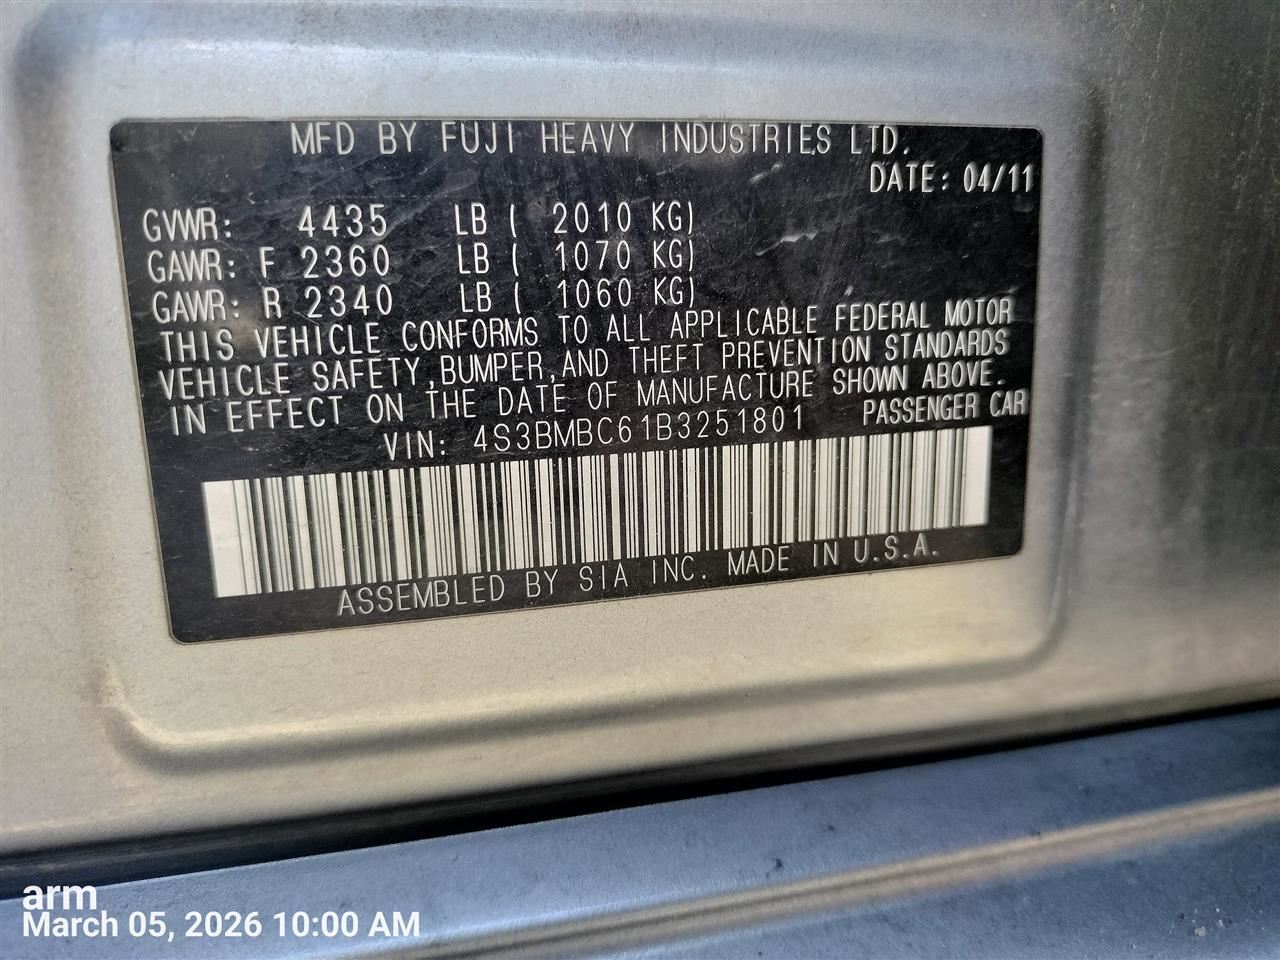 MFD BY FUJI HEAVY INDUSTRIES LTD.
DATE: 04/11
GVWR: 4435 LB ( 2010 KG)
GAWR: F 2360 LB ( 1070 KG)
GAWR: R 2340 LB ( 1060 KG)
THIS VEHICLE CONFORMS TO ALL APPLICABLE FEDERAL MOTOR
VEHICLE SAFETY, BUMPER, AND THEFT PREVENTION STANDARDS
IN EFFECT ON THE DATE OF MANUFACTURE SHOWN ABOVE.
VIN: 4S3BMBC61B3251801 PASSENGER CAR
ASSEMBLED BY SIA INC. MADE IN U.S.A.
arm
March 05, 2026 10:00 AM